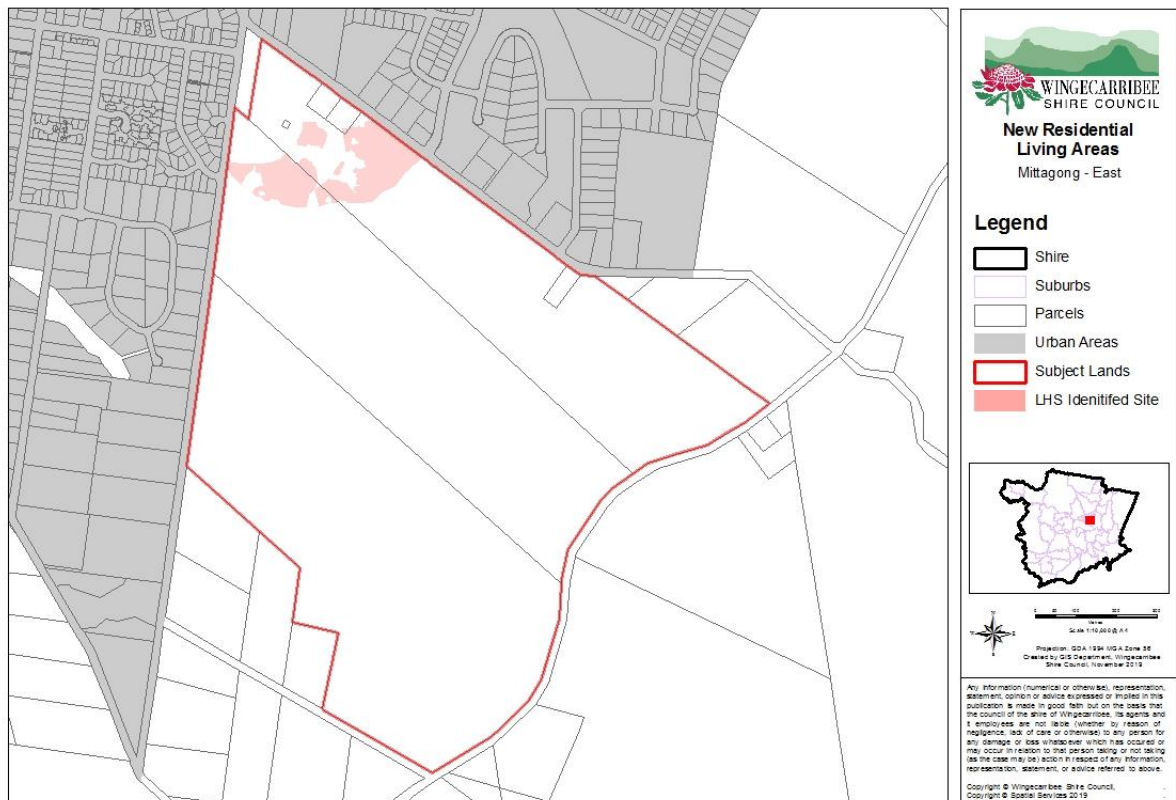 WINGECARRIBEE
SHIRE COUNCIL
New Residential
Living Areas
Mittagong - East
Legend
Shire
Suburbs
Parcels
Urban Areas
Subject Lands
LHS Idenitifed Site
Scale 1:10,000 @ A4
Projection: GDA 1994 MGA Zone 56
Created by GIS Department, Wingecarribee
Shire Council, November 2019
Any information (numerical or otherwise), representation,
statement, opinion or advice expressed or implied in this
publication is made in good faith but on the basis that
the council of the shire of Wingecarribee, its agents and
it employees are not liable (whether by reason of
negligence, lack of care or otherwise) to any person for
any damage or loss whatsoever which has occured or
may occur in relation to that person taking or not taking
(as the case may be) action in respect of any information,
representation, statement, or advice referred to above.
Copyright © Wingecarribee Shire Council,
Copyright © Spatial Services 2019